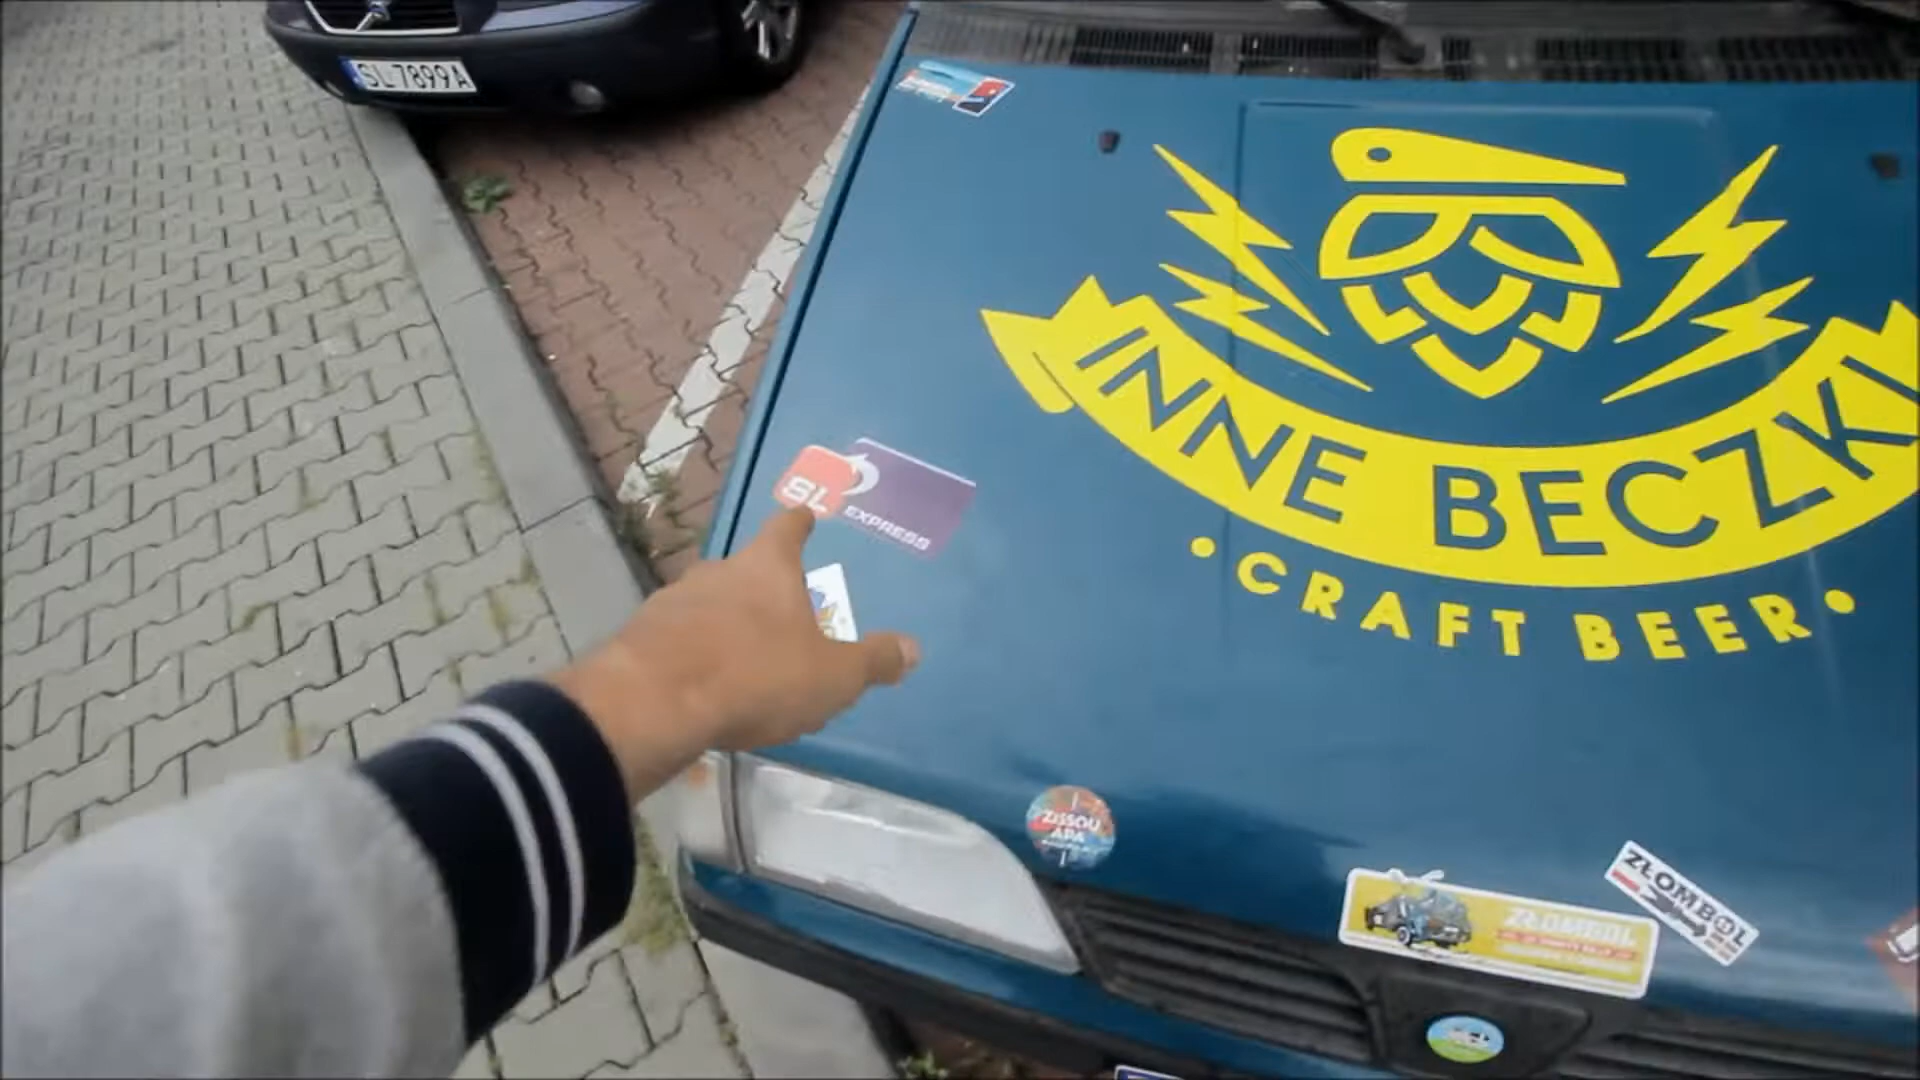 SL 7899A
INNE BECZKI
• CRAFT BEER •
SL
EXPRESS
ZISSOU
APA
ZŁOMBOL
ZŁOMBOL